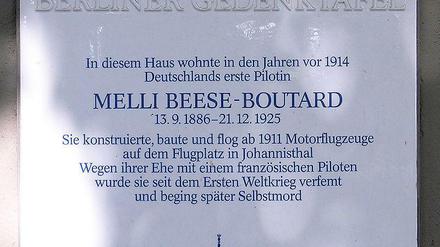 BERLINER GEDENKTAFEL
In diesem Haus wohnte in den Jahren vor 1914
Deutschlands erste Pilotin
MELLI BEESE-BOUTARD
13. 9. 1886–21. 12. 1925
Sie konstruierte, baute und flog ab 1911 Motorflugzeuge
auf dem Flugplatz in Johannisthal
Wegen ihrer Ehe mit einem französischen Piloten
wurde sie seit dem Ersten Weltkrieg verfemt
und beging später Selbstmord